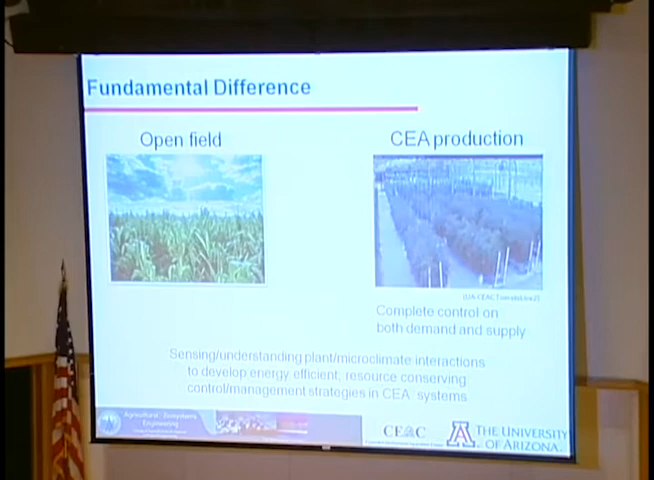 Fundamental Difference
Open field
CEA production
Complete control on
both demand and supply
Sensing/understanding plant/microclimate interactions
to develop energy efficient, resource conserving
control/management strategies in CEA systems
Agricultural Ecosystems
Engineering
CEAC
A
THE UNIVERSITY
OF ARIZONA